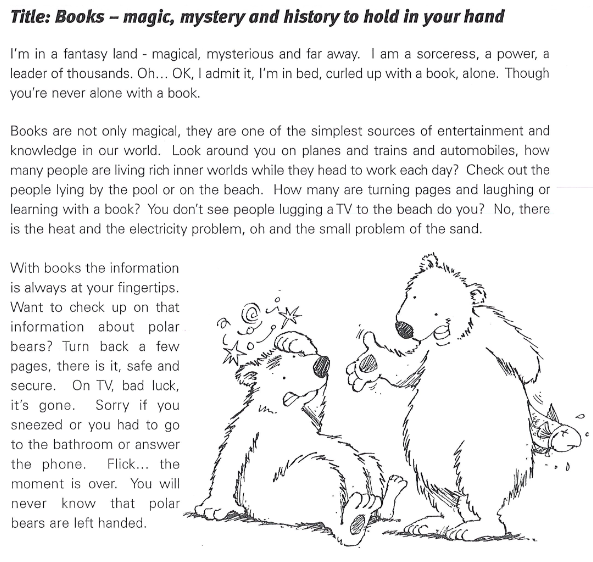 Title: Books – magic, mystery and history to hold in your hand
I'm in a fantasy land - magical, mysterious and far away. I am a sorceress, a power, a
leader of thousands. Oh... OK, I admit it, I'm in bed, curled up with a book, alone. Though
you're never alone with a book.
Books are not only magical, they are one of the simplest sources of entertainment and
knowledge in our world. Look around you on planes and trains and automobiles, how
many people are living rich inner worlds while they head to work each day? Check out the
people lying by the pool or on the beach. How many are turning pages and laughing or
learning with a book? You don't see people lugging a TV to the beach do you? No, there
is the heat and the electricity problem, oh and the small problem of the sand.
With books the information
is always at your fingertips.
Want to check up on that
information about polar
bears? Turn back a few
pages, there is it, safe and
secure. On TV, bad luck,
it's gone. Sorry if you
sneezed or you had to go
to the bathroom or answer
the phone. Flick... the
moment is over. You will
never know that polar
bears are left handed.